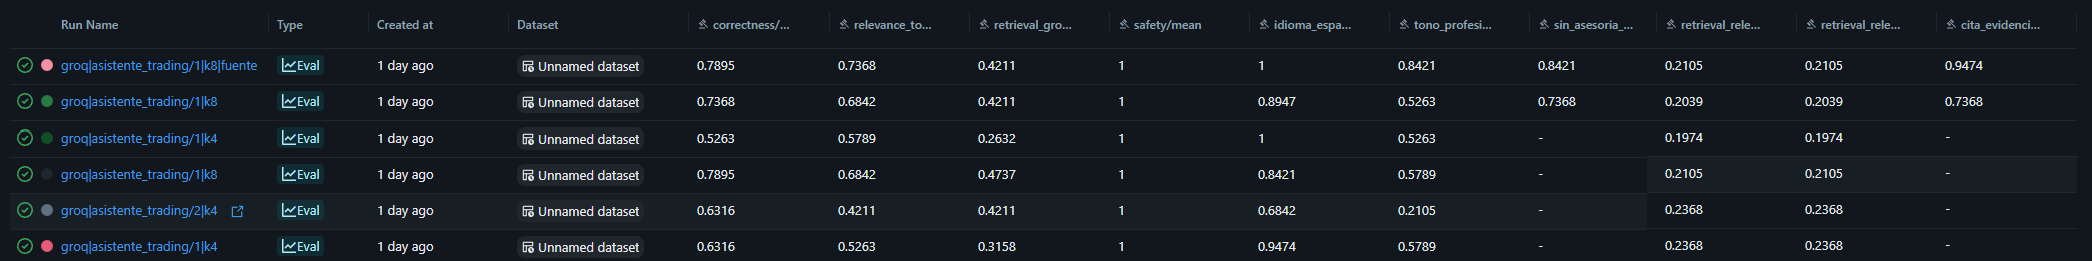 Run Name Type Created at Dataset correctness/... relevance_to... retrieval_gro... safety/mean idioma_espa... tono_profesi... sin_asesoria_... retrieval_rele... retrieval_rele... cita_evidenci...
groq|asistente_trading/1|k8|fuente Eval 1 day ago Unnamed dataset 0.7895 0.7368 0.4211 1 1 0.8421 0.8421 0.2105 0.2105 0.9474
groq|asistente_trading/1|k8 Eval 1 day ago Unnamed dataset 0.7368 0.6842 0.4211 1 0.8947 0.5263 0.7368 0.2039 0.2039 0.7368
groq|asistente_trading/1|k4 Eval 1 day ago Unnamed dataset 0.5263 0.5789 0.2632 1 1 0.5263 - 0.1974 0.1974 -
groq|asistente_trading/1|k8 Eval 1 day ago Unnamed dataset 0.7895 0.6842 0.4737 1 0.8421 0.5789 - 0.2105 0.2105 -
groq|asistente_trading/2|k4 Eval 1 day ago Unnamed dataset 0.6316 0.4211 0.4211 1 0.6842 0.2105 - 0.2368 0.2368 -
groq|asistente_trading/1|k4 Eval 1 day ago Unnamed dataset 0.6316 0.5263 0.3158 1 0.9474 0.5789 - 0.2368 0.2368 -